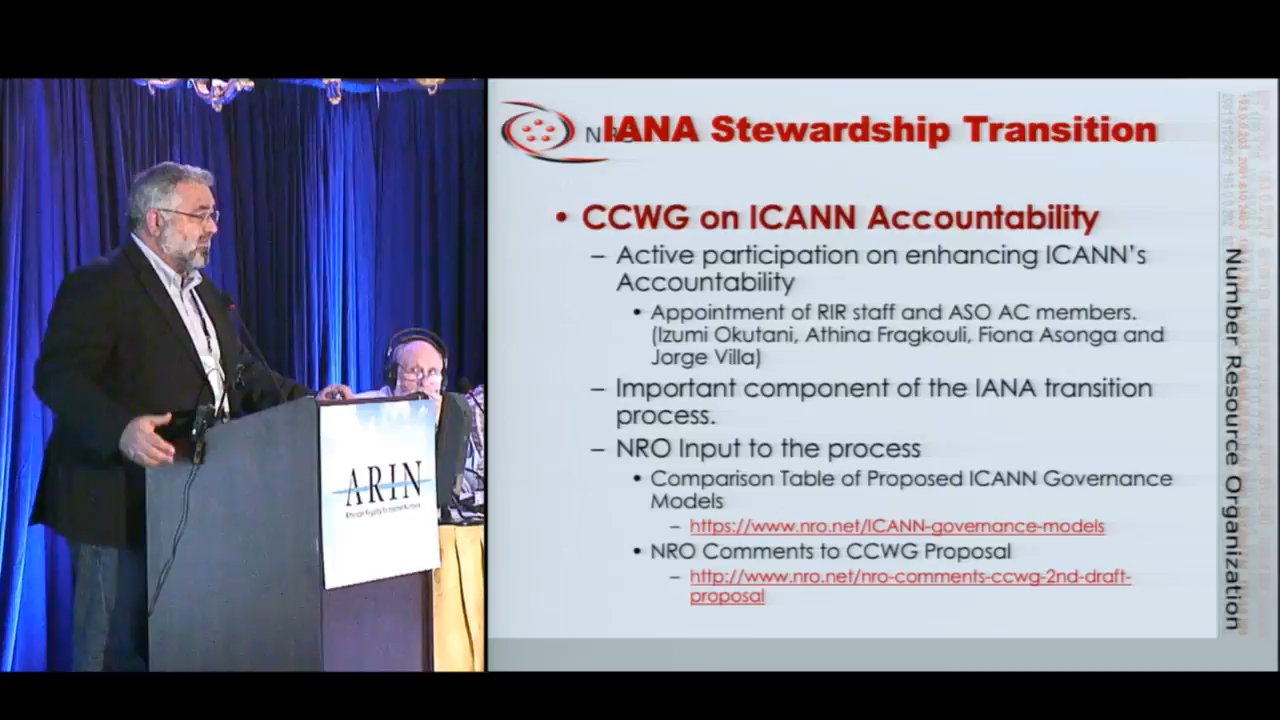 ARIN
NRO
IANA Stewardship Transition
• CCWG on ICANN Accountability
– Active participation on enhancing ICANN's
Accountability
• Appointment of RIR staff and ASO AC members.
(Izumi Okutani, Athina Fragkouli, Fiona Asonga and
Jorge Villa)
– Important component of the IANA transition
process.
– NRO Input to the process
• Comparison Table of Proposed ICANN Governance
Models
– https://www.nro.net/ICANN-governance-models
• NRO Comments to CCWG Proposal
– http://www.nro.net/nro-comments-ccwg-2nd-draft-
proposal
Number Resource Organization